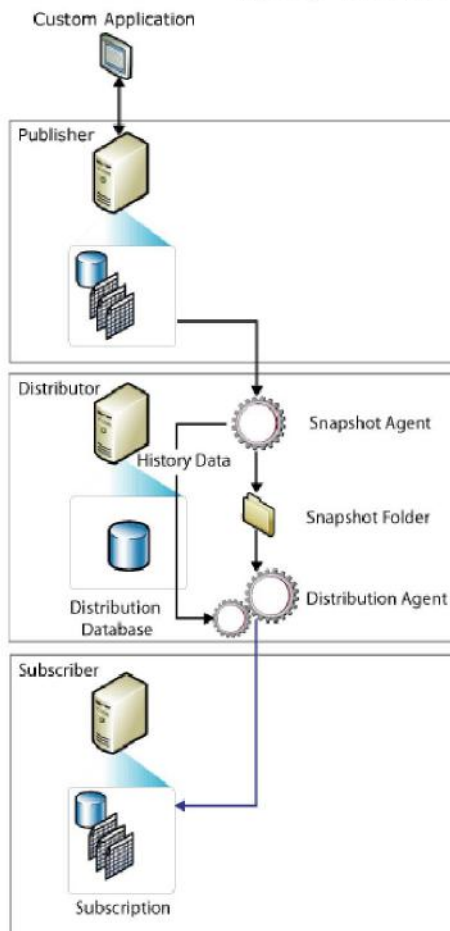 Custom Application
Publisher
Distributor
Snapshot Agent
History Data
Snapshot Folder
Distribution Agent
Distribution
Database
Subscriber
Subscription